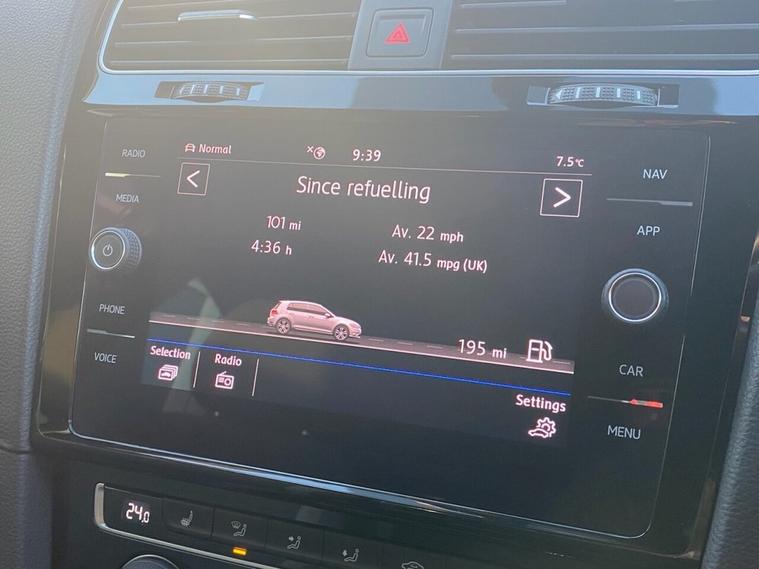 RADIO
MEDIA
PHONE
VOICE
Normal
9:39
7.5°C
Since refuelling
101 mi
4:36 h
Av. 22 mph
Av. 41.5 mpg (UK)
195 mi
Selection
Radio
Settings
NAV
APP
CAR
MENU
24.0